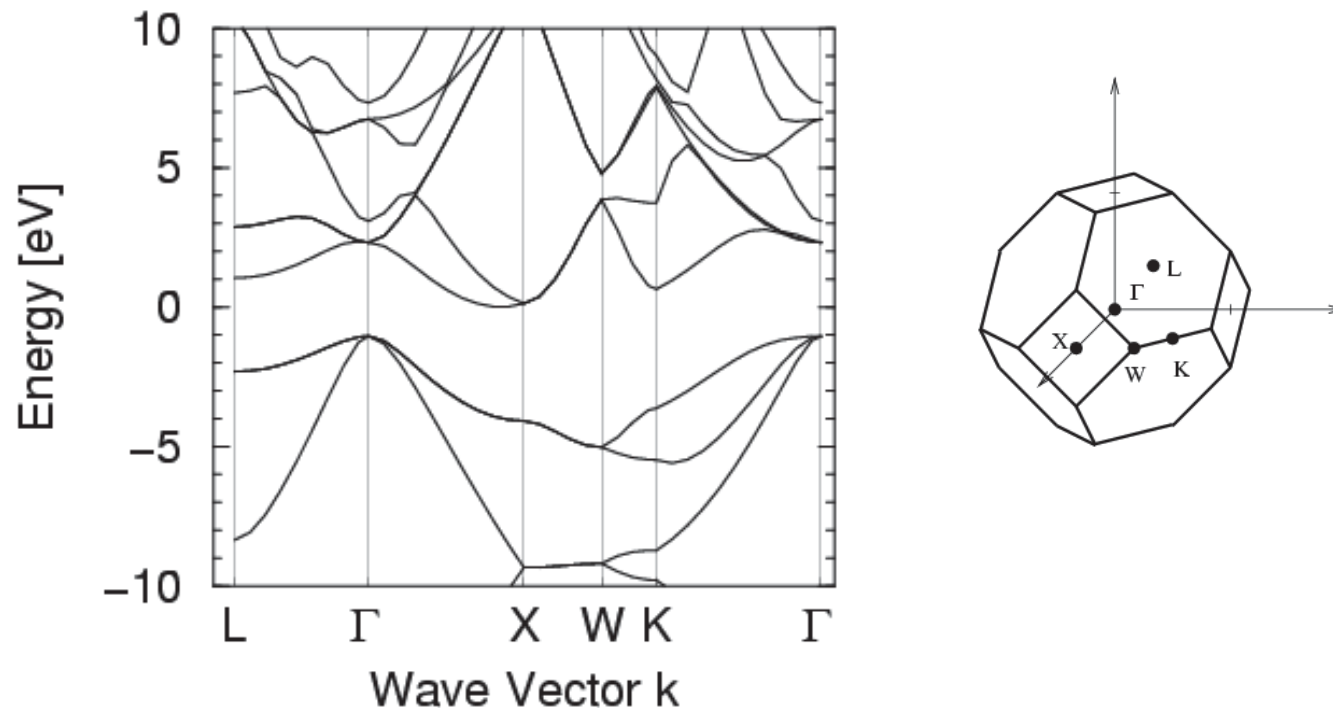 Energy [eV]
10
5
0
−5
−10
L Γ X W K Γ
Wave Vector k
L
Γ
X
W
K